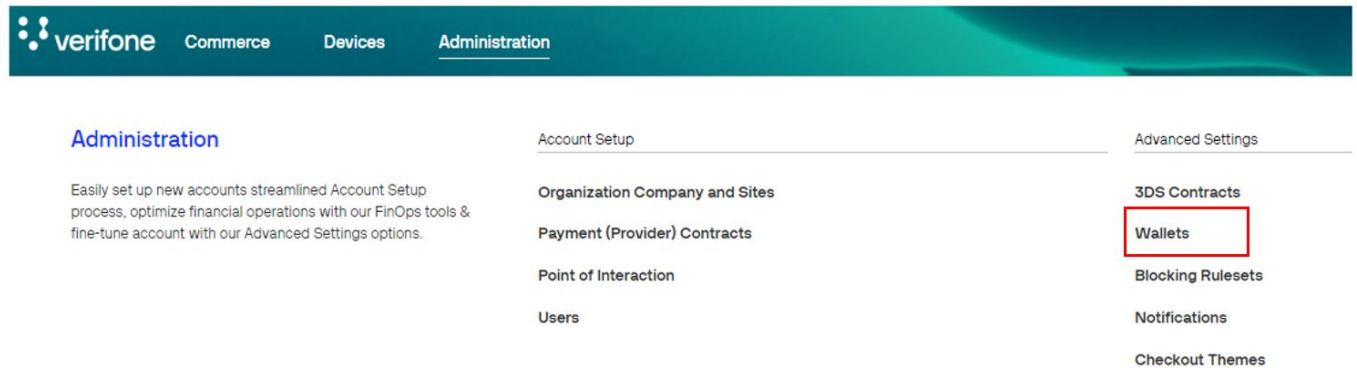 verifone Commerce Devices Administration
Administration
Easily set up new accounts streamlined Account Setup
process, optimize financial operations with our FinOps tools &
fine-tune account with our Advanced Settings options.
Account Setup
Organization Company and Sites
Payment (Provider) Contracts
Point of Interaction
Users
Advanced Settings
3DS Contracts
Wallets
Blocking Rulesets
Notifications
Checkout Themes